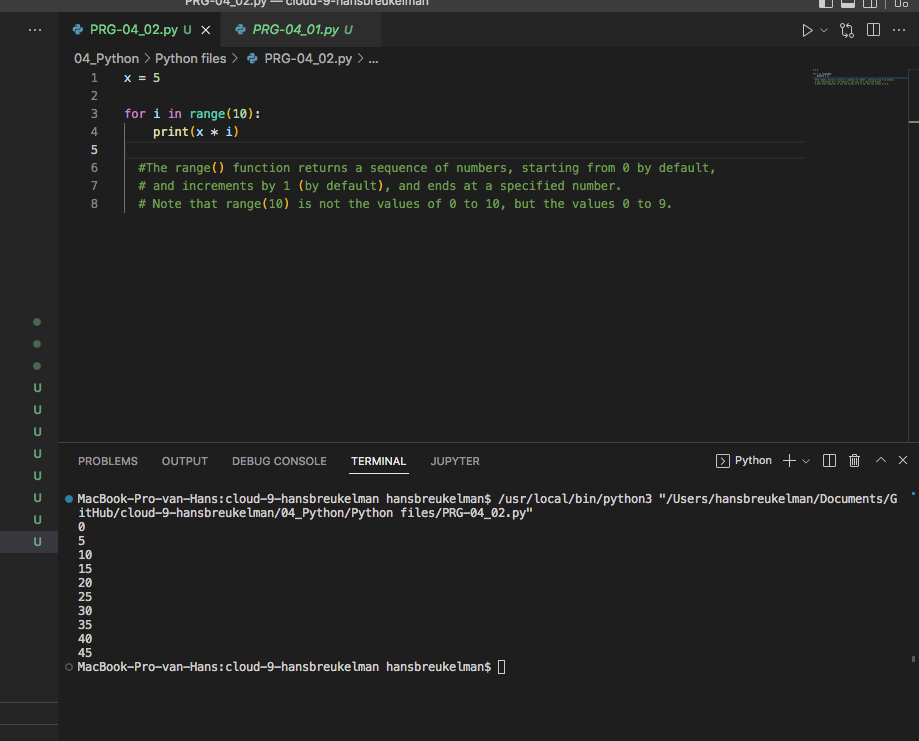 PRG-04_02.py — cloud-9-hansbreukelman
PRG-04_02.py U
PRG-04_01.py U
04_Python > Python files > PRG-04_02.py > ...
1 x = 5
2
3 for i in range(10):
4 print(x * i)
5
6 #The range() function returns a sequence of numbers, starting from 0 by default,
7 # and increments by 1 (by default), and ends at a specified number.
8 # Note that range(10) is not the values of 0 to 10, but the values 0 to 9.
U
U
U
U
U
U
U
U
PROBLEMS OUTPUT DEBUG CONSOLE TERMINAL JUPYTER
Python
MacBook-Pro-van-Hans:cloud-9-hansbreukelman hansbreukelman$ /usr/local/bin/python3 "/Users/hansbreukelman/Documents/G
itHub/cloud-9-hansbreukelman/04_Python/Python files/PRG-04_02.py"
0
5
10
15
20
25
30
35
40
45
MacBook-Pro-van-Hans:cloud-9-hansbreukelman hansbreukelman$